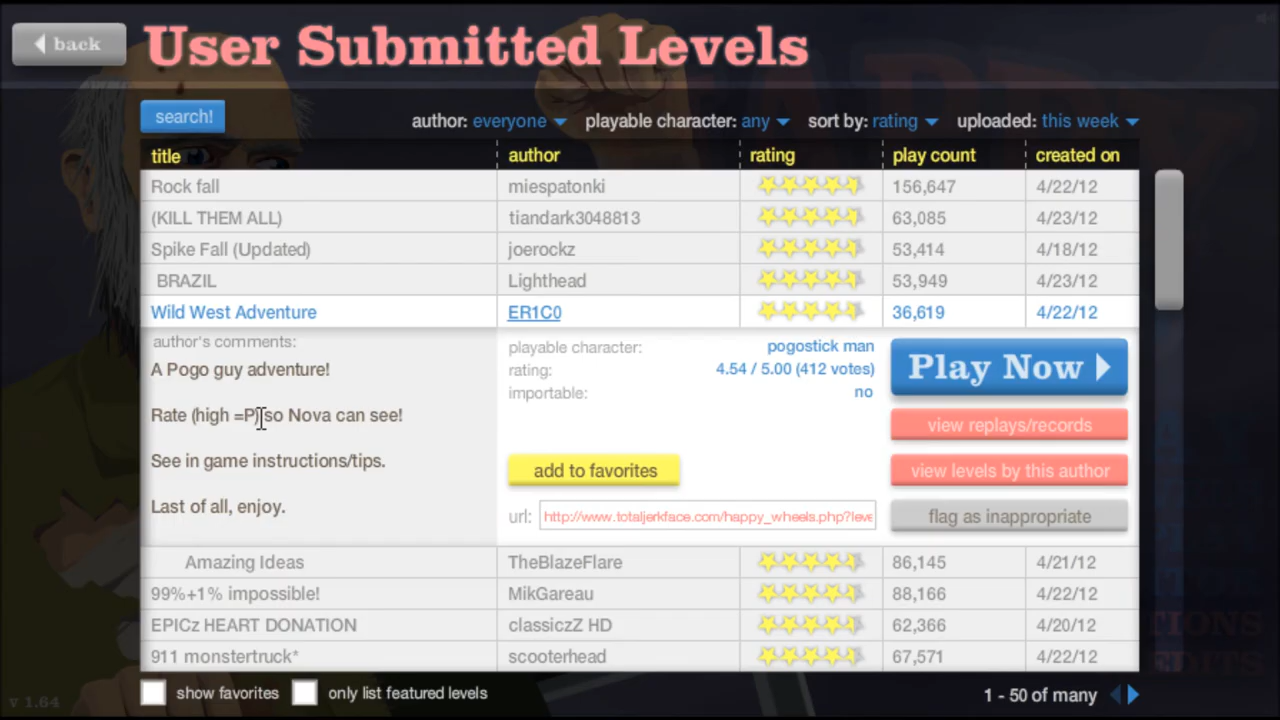 back
User Submitted Levels
search!
author: everyone playable character: any sort by: rating uploaded: this week
title author rating play count created on
Rock fall miespatonki 156,647 4/22/12
(KILL THEM ALL) tiandark3048813 63,085 4/23/12
Spike Fall (Updated) joerockz 53,414 4/18/12
BRAZIL Lighthead 53,949 4/23/12
Wild West Adventure ER1C0 36,619 4/22/12
author's comments:
A Pogo guy adventure!
Rate (high =P) so Nova can see!
See in game instructions/tips.
Last of all, enjoy.
playable character: pogostick man
rating: 4.54 / 5.00 (412 votes)
importable: no
add to favorites
url: http://www.totaljerkface.com/happy_wheels.php?leve
Play Now
view replays/records
view levels by this author
flag as inappropriate
Amazing Ideas TheBlazeFlare 86,145 4/21/12
99%+1% impossible! MikGareau 88,166 4/22/12
EPICz HEART DONATION classiczZ HD 62,366 4/20/12
911 monstertruck* scooterhead 67,571 4/22/12
show favorites only list featured levels 1 - 50 of many
v 1.64